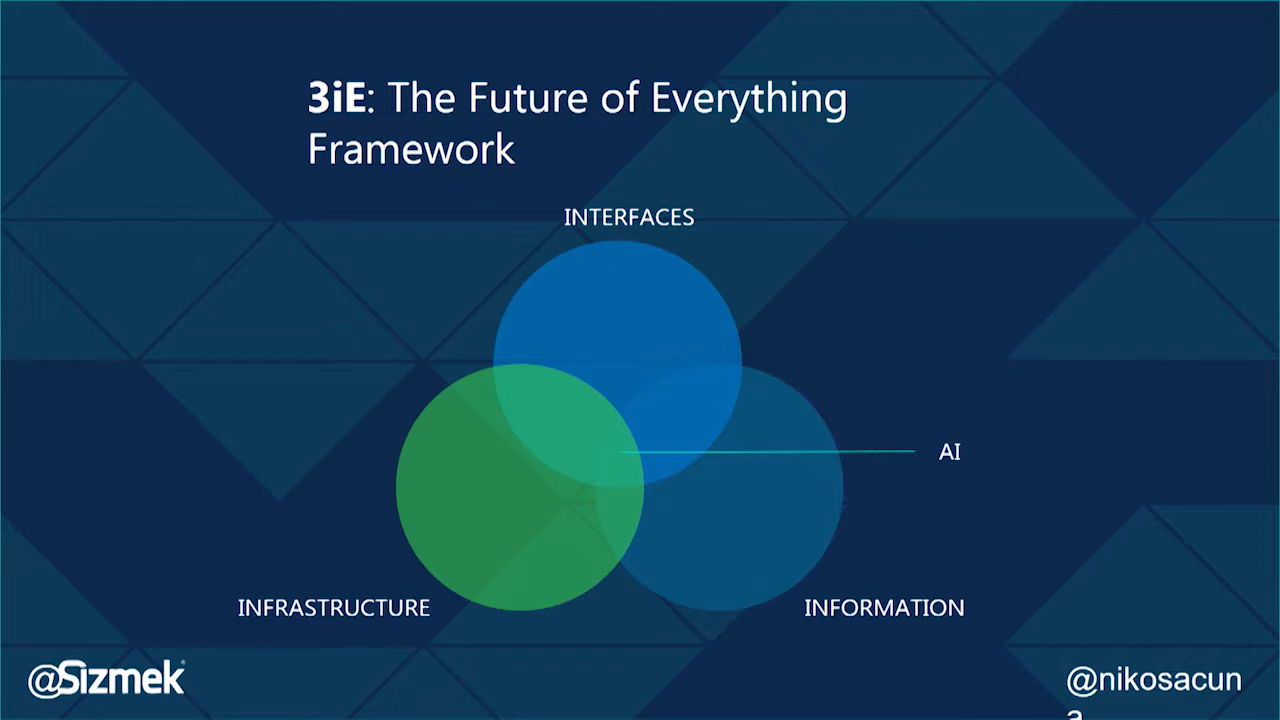 3iE: The Future of Everything
Framework
INTERFACES
AI
INFRASTRUCTURE
INFORMATION
@Sizmek
@nikosacun
a